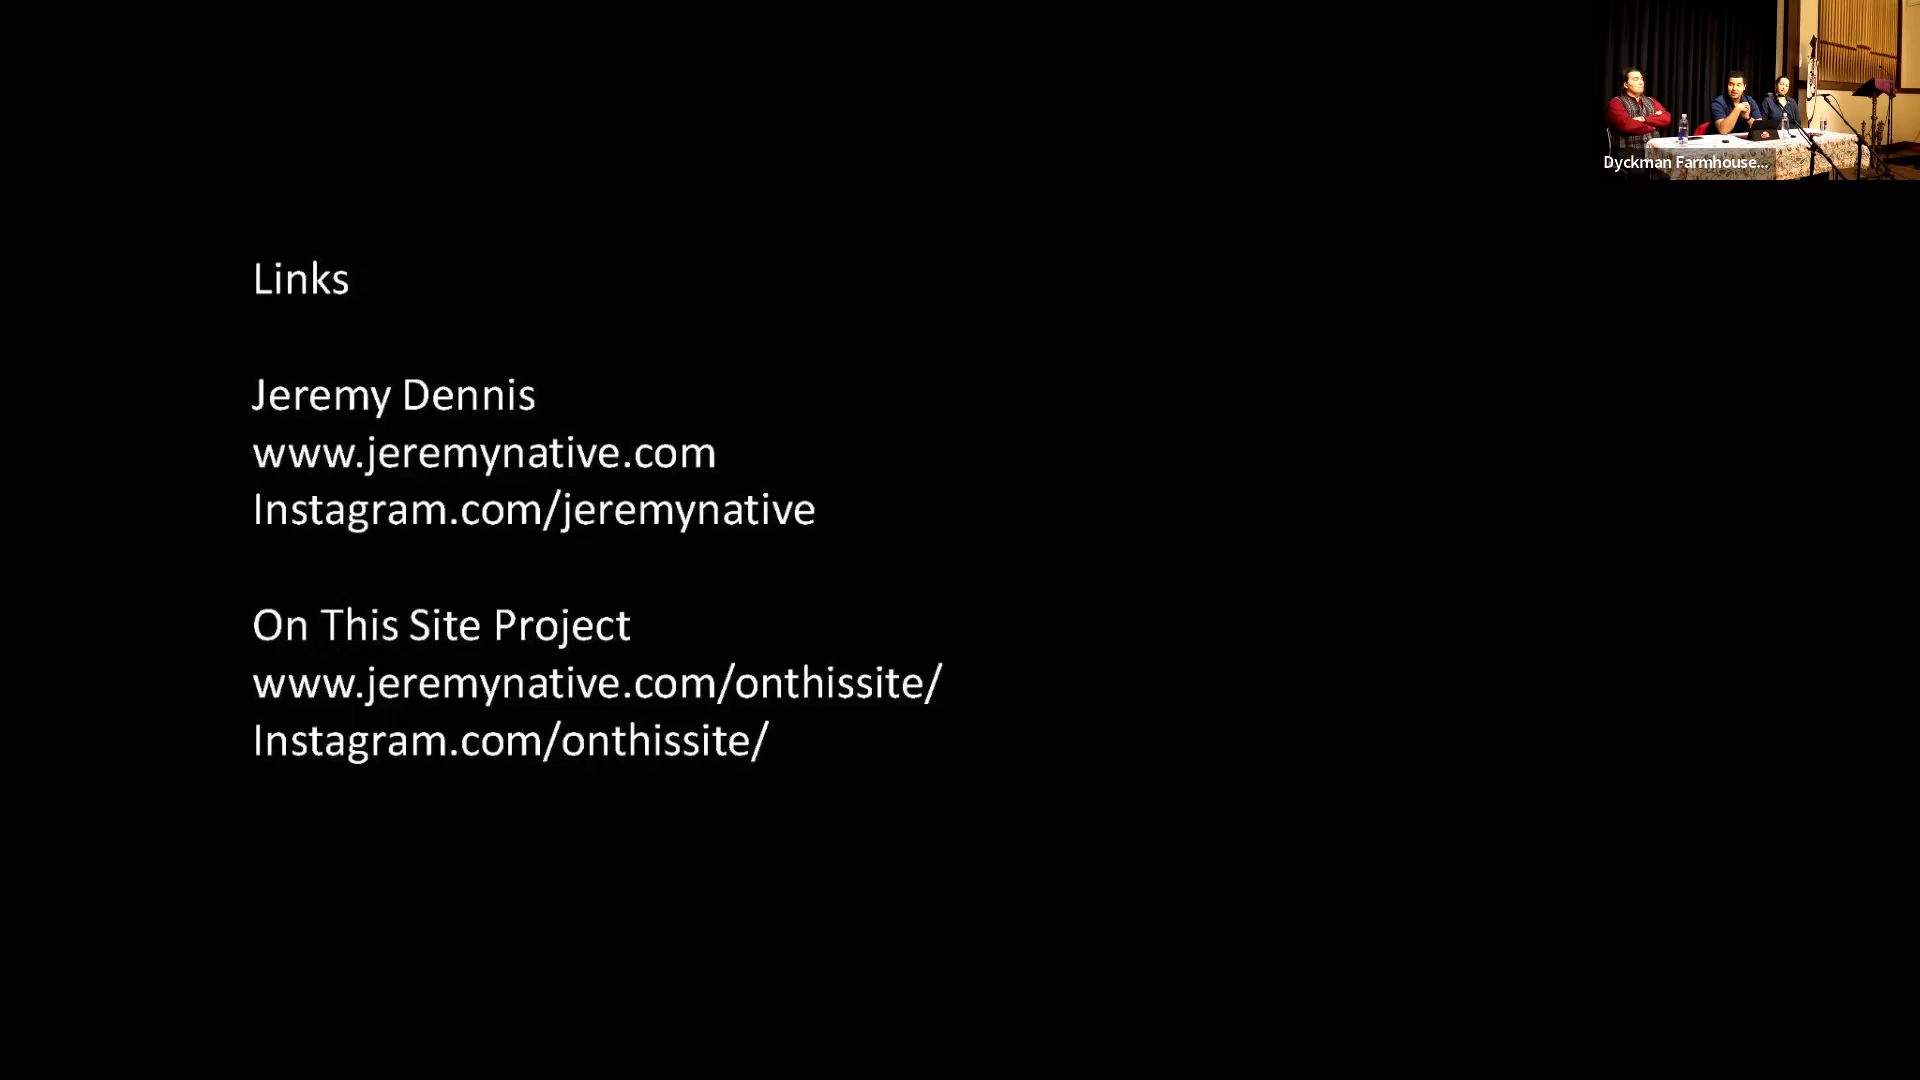 Dyckman Farmhouse...
Links
Jeremy Dennis
www.jeremynative.com
Instagram.com/jeremynative
On This Site Project
www.jeremynative.com/onthissite/
Instagram.com/onthissite/